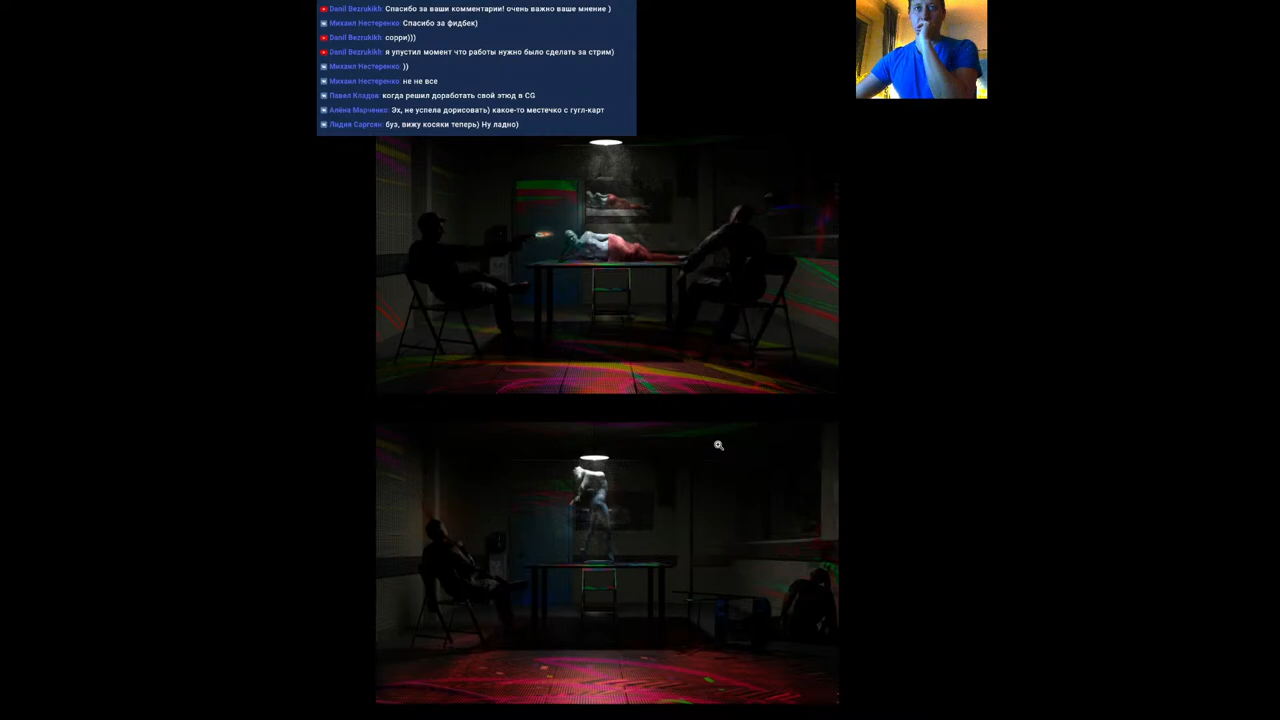 Danil Bezrukikh: Спасибо за ваши комментарии! очень важно ваше мнение )
Михаил Нестеренко: Спасибо за фидбек)
Danil Bezrukikh: сорри)))
Danil Bezrukikh: я упустил момент что работы нужно было сделать за стрим)
Михаил Нестеренко: ))
Михаил Нестеренко: не не все
Павел Кладов: когда решил доработать свой этюд в CG
Алёна Марченко: Эх, не успела дорисовать) какое-то местечко с гугл-карт
Лидия Саргсян: буэ, вижу косяки теперь) Ну ладно)